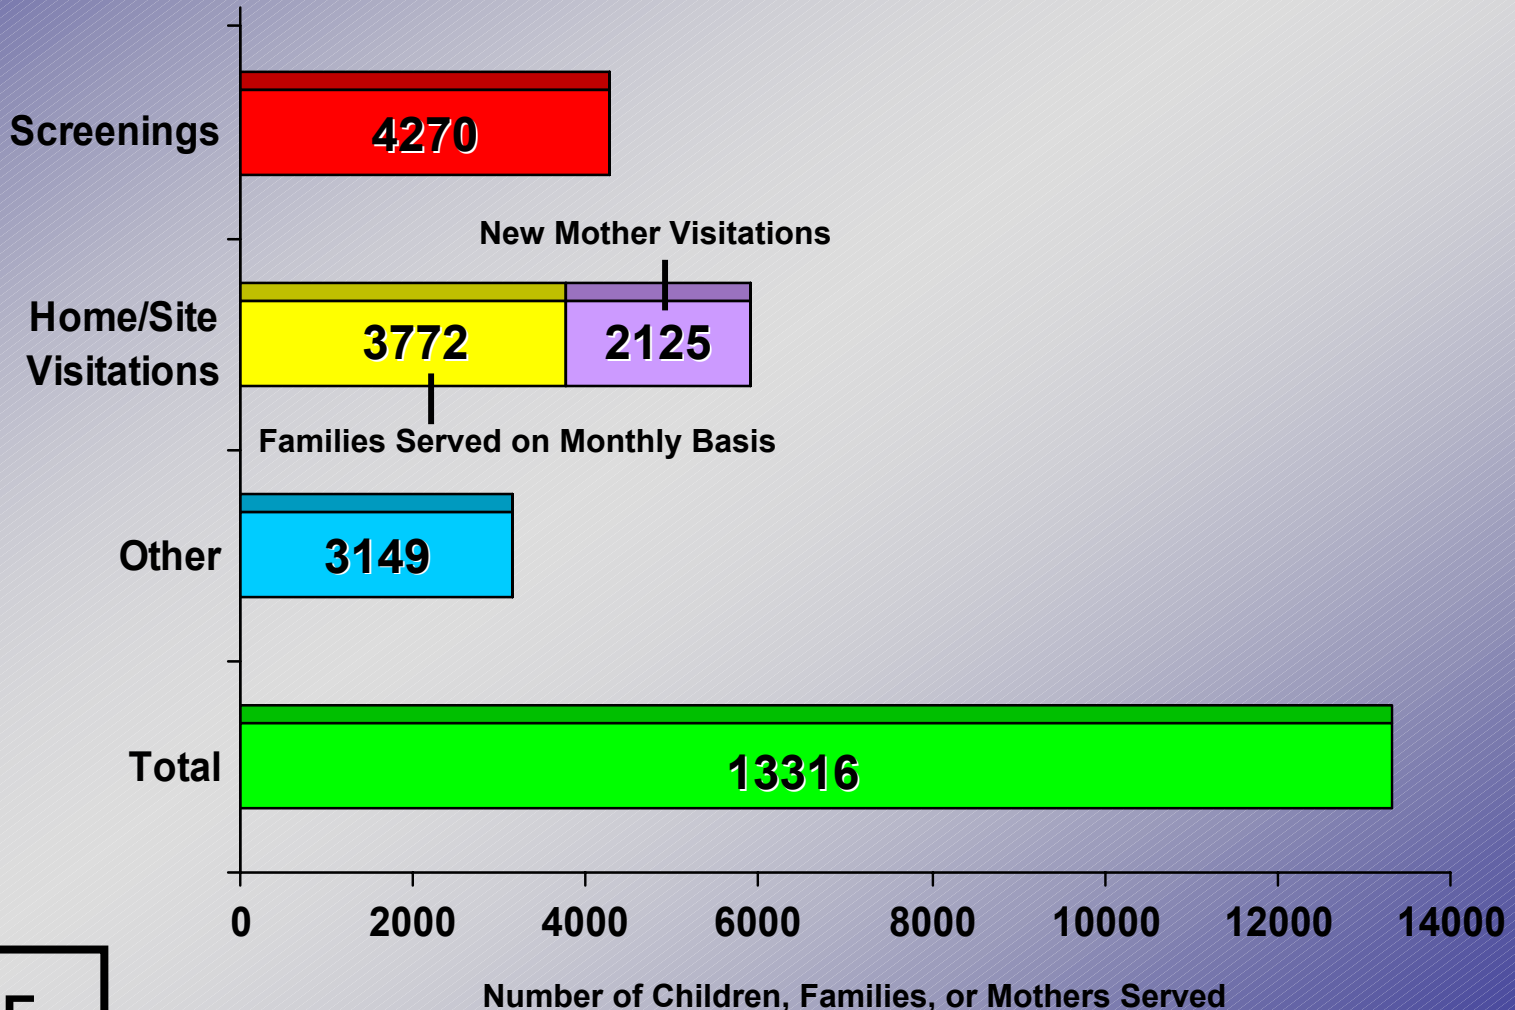 Screenings
4270
New Mother Visitations
Home/Site
Visitations
3772
2125
Families Served on Monthly Basis
Other
3149
Total
13316
0 2000 4000 6000 8000 10000 12000 14000
Number of Children, Families, or Mothers Served